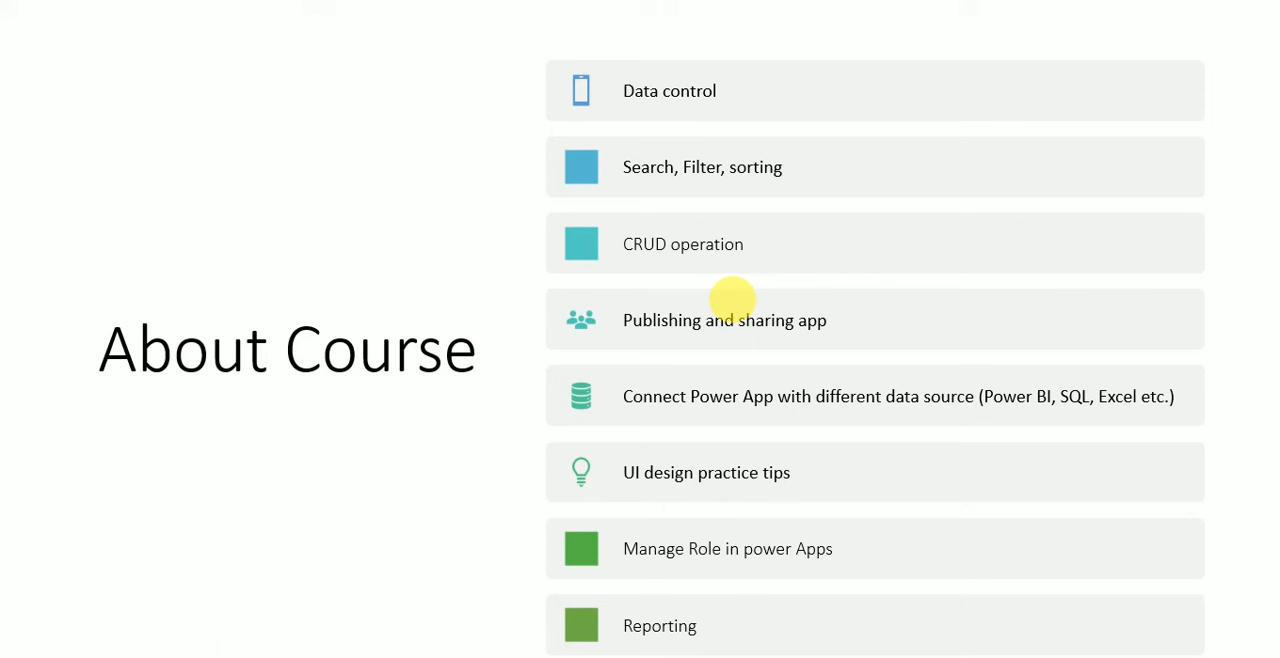 About Course
Data control
Search, Filter, sorting
CRUD operation
Publishing and sharing app
Connect Power App with different data source (Power BI, SQL, Excel etc.)
UI design practice tips
Manage Role in power Apps
Reporting